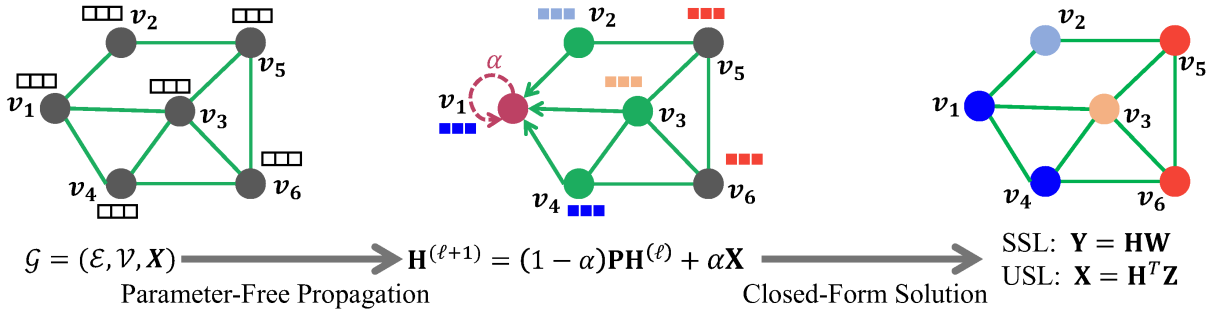 v2
v5
v1
v3
v4
v6
𝒢 = (ℰ, 𝒱, X)
Parameter-Free Propagation
v2
α
v5
v1
v3
v4
v6
H^(ℓ+1) = (1 − α)PH^(ℓ) + αX
Closed-Form Solution
v2
v5
v1
v3
v4
v6
SSL: Y = HW
USL: X = H^T Z